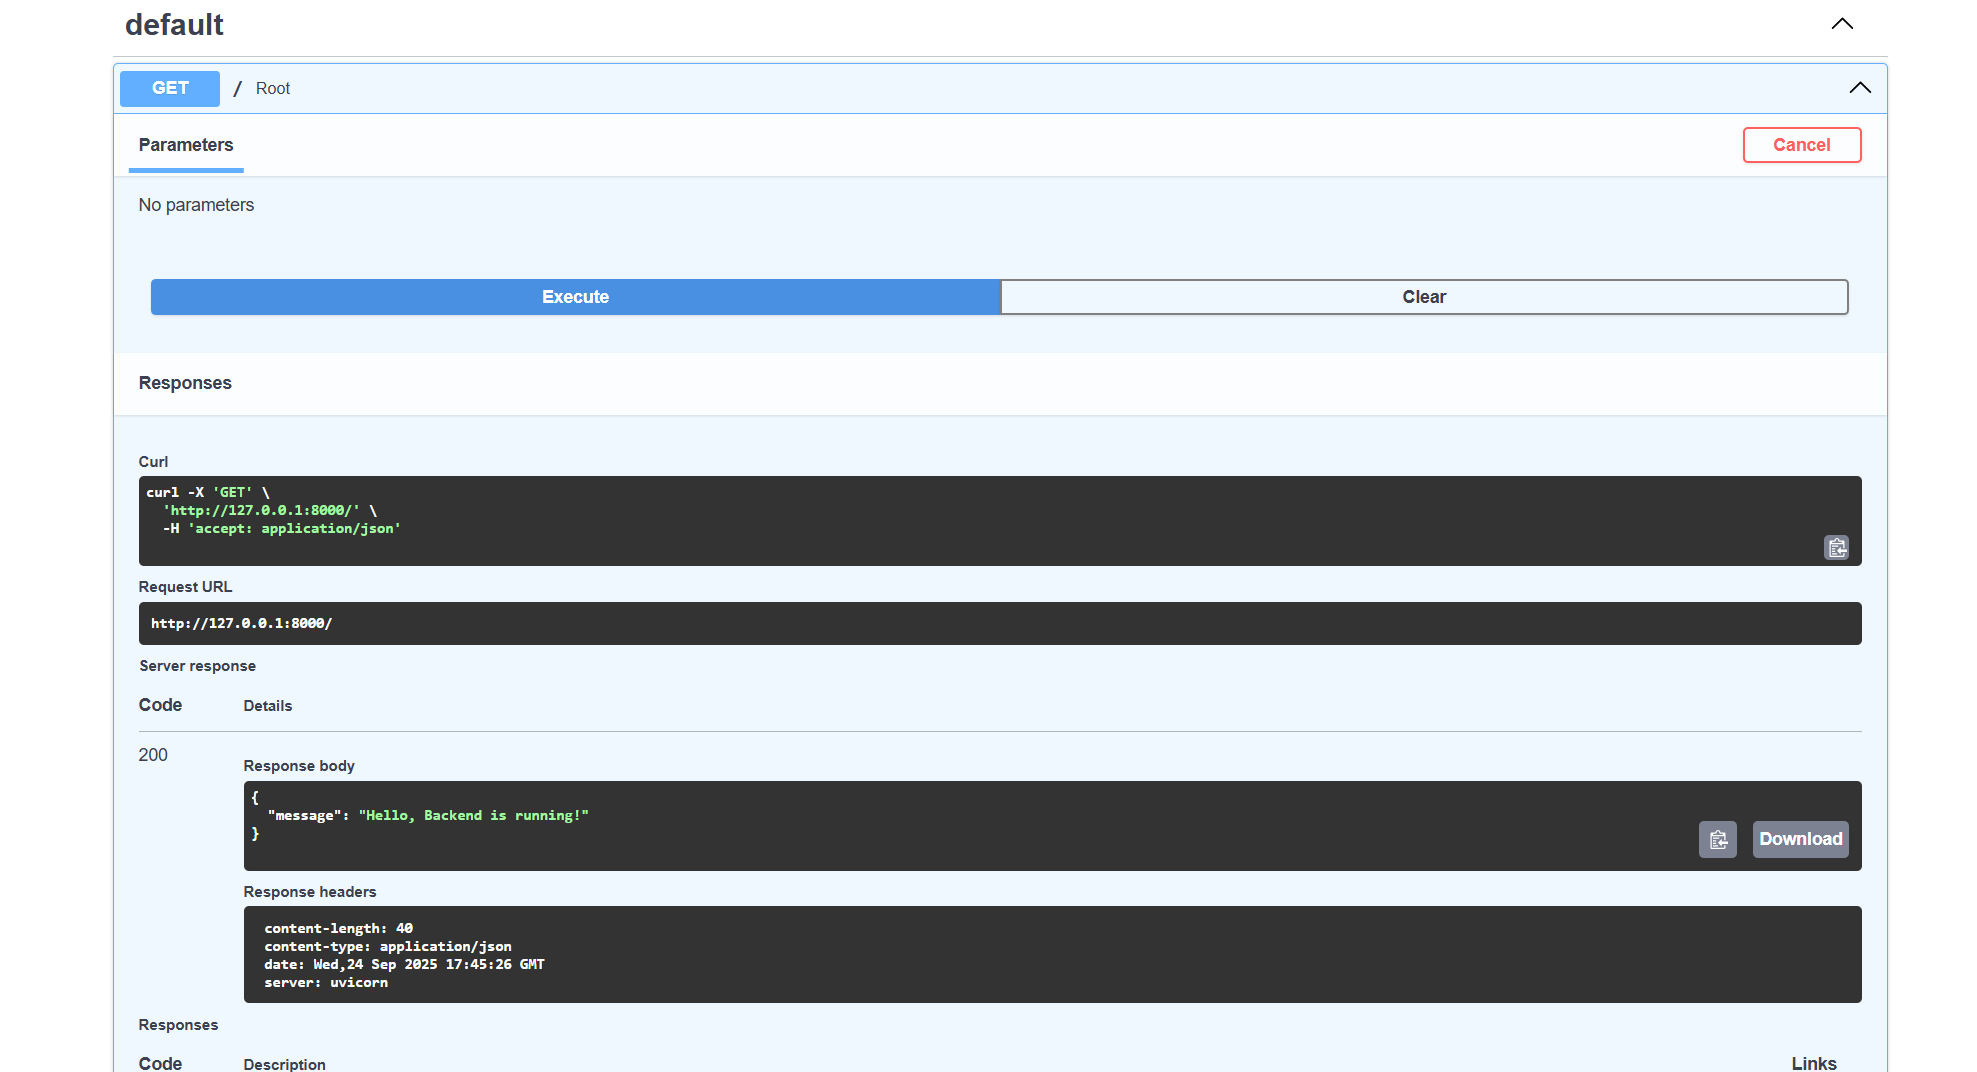 default
GET / Root
Parameters
Cancel
No parameters
Execute
Clear
Responses
Curl
curl -X 'GET' \
  'http://127.0.0.1:8000/' \
  -H 'accept: application/json'
Request URL
http://127.0.0.1:8000/
Server response
Code Details
200
Response body
{
  "message": "Hello, Backend is running!"
}
Download
Response headers
content-length: 40
content-type: application/json
date: Wed,24 Sep 2025 17:45:26 GMT
server: uvicorn
Responses
Code Description Links